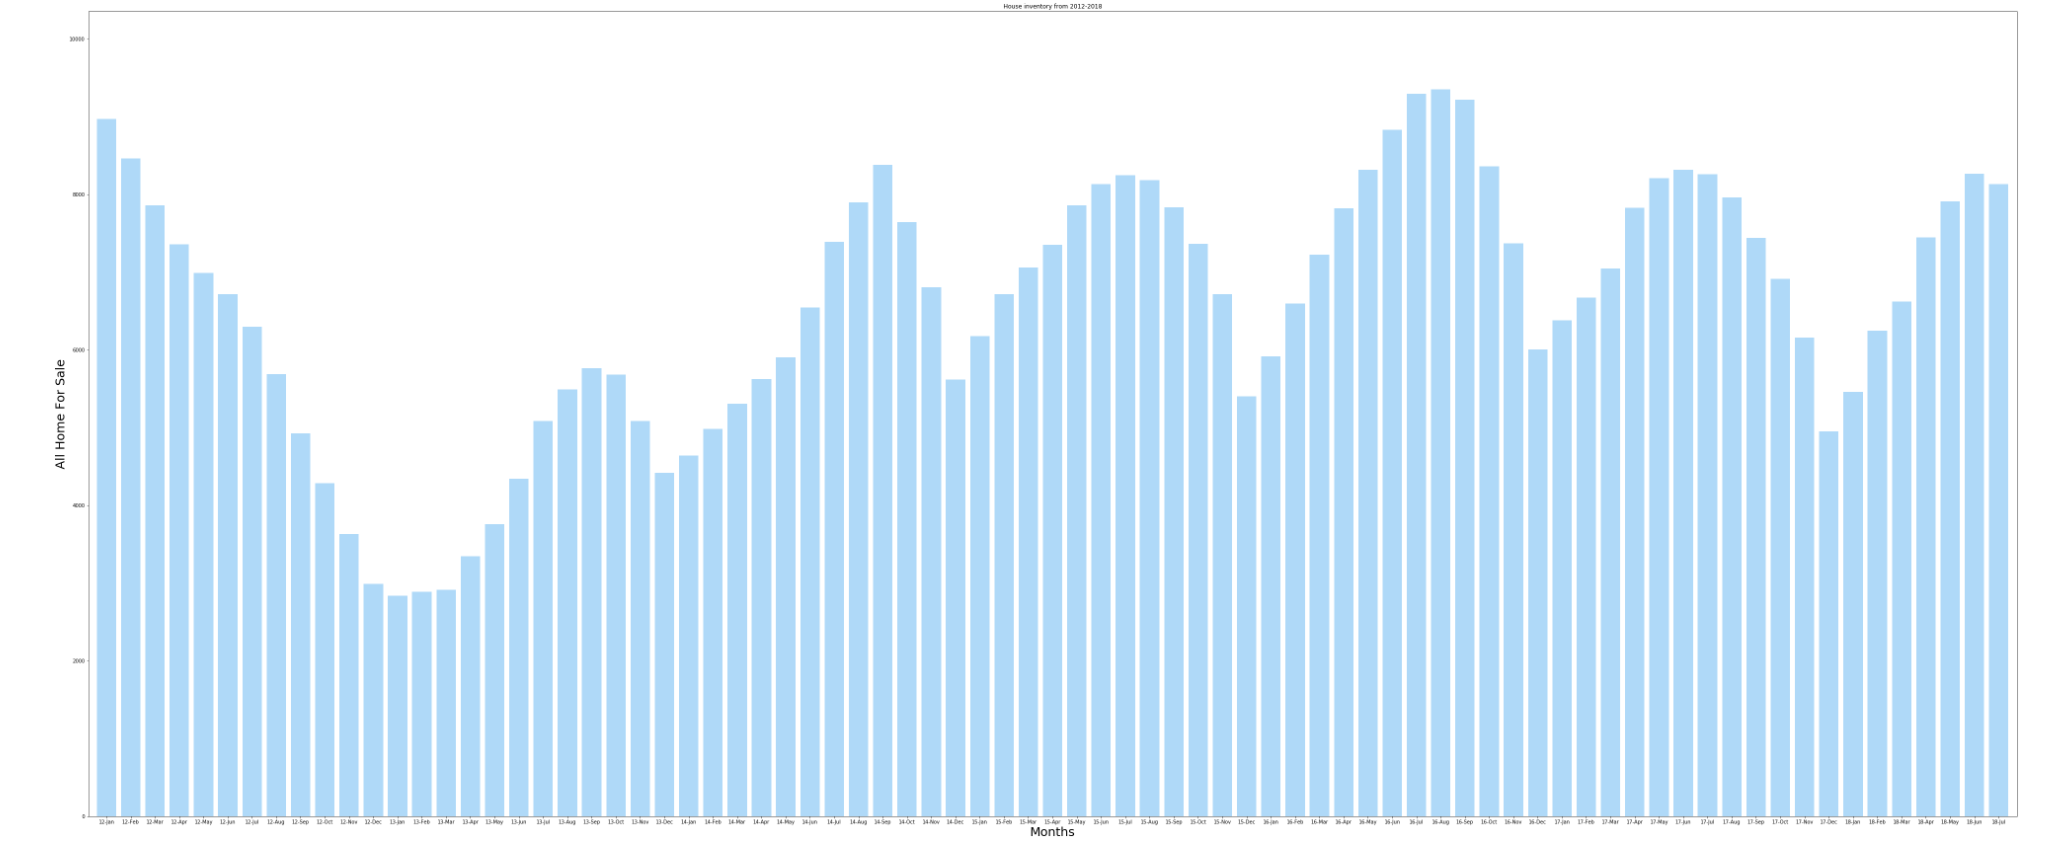 House inventory from 2012-2018
10000
8000
6000
4000
2000
0
All Home For Sale
12-Jan 12-Feb 12-Mar 12-Apr 12-May 12-Jun 12-Jul 12-Aug 12-Sep 12-Oct 12-Nov 12-Dec 13-Jan 13-Feb 13-Mar 13-Apr 13-May 13-Jun 13-Jul 13-Aug 13-Sep 13-Oct 13-Nov 13-Dec 14-Jan 14-Feb 14-Mar 14-Apr 14-May 14-Jun 14-Jul 14-Aug 14-Sep 14-Oct 14-Nov 14-Dec 15-Jan 15-Feb 15-Mar 15-Apr 15-May 15-Jun 15-Jul 15-Aug 15-Sep 15-Oct 15-Nov 15-Dec 16-Jan 16-Feb 16-Mar 16-Apr 16-May 16-Jun 16-Jul 16-Aug 16-Sep 16-Oct 16-Nov 16-Dec 17-Jan 17-Feb 17-Mar 17-Apr 17-May 17-Jun 17-Jul 17-Aug 17-Sep 17-Oct 17-Nov 17-Dec 18-Jan 18-Feb 18-Mar 18-Apr 18-May 18-Jun 18-Jul
Months